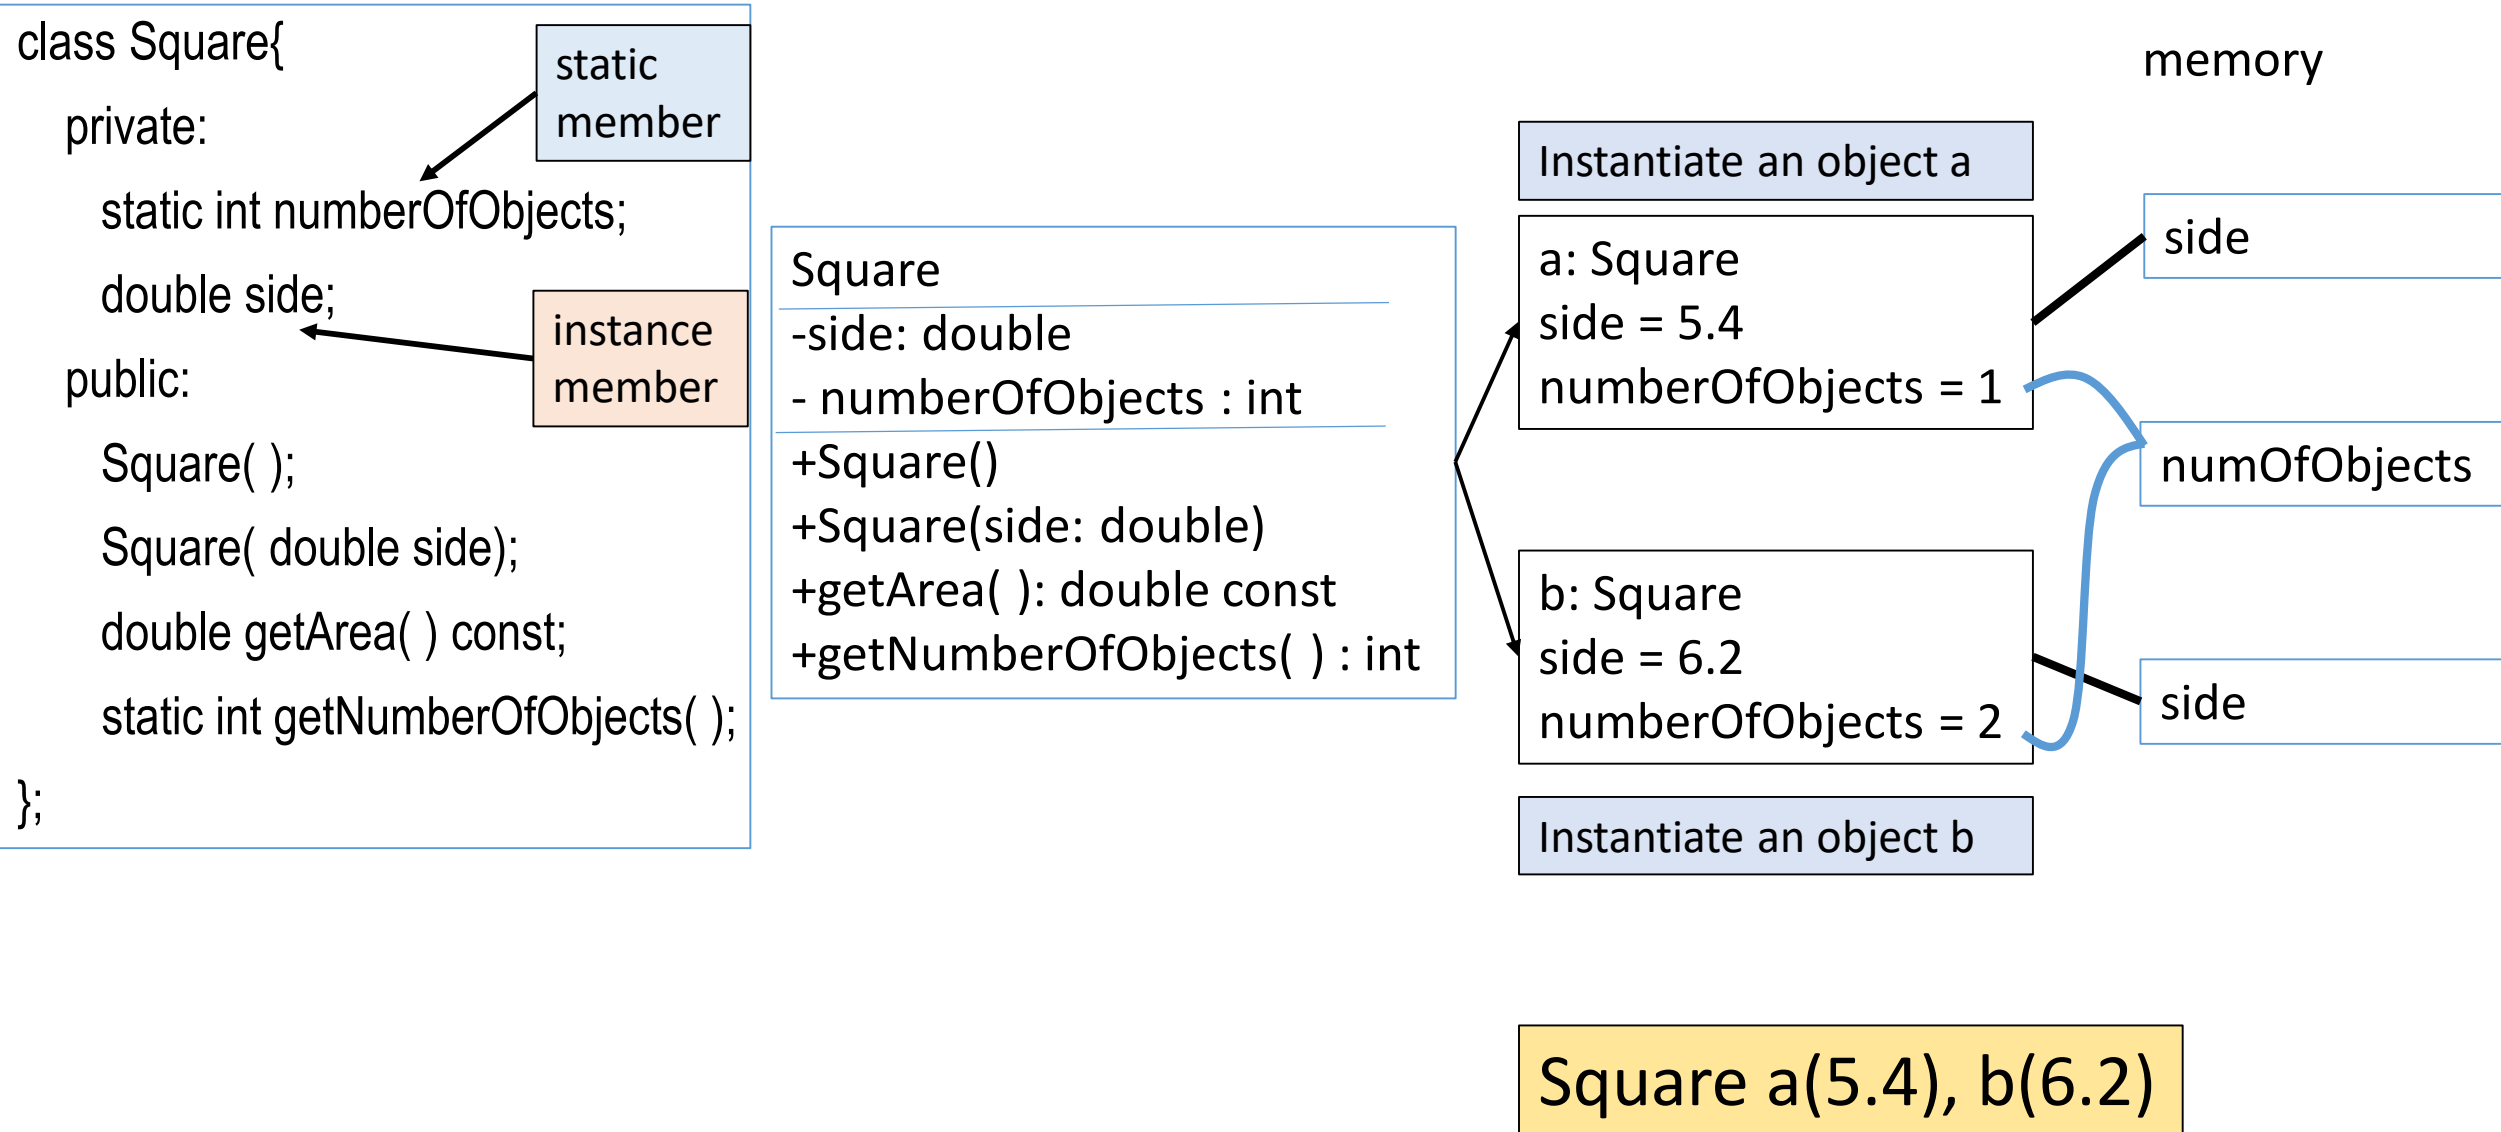 class Square{
private:
static int numberOfObjects;
double side;
public:
Square( );
Square( double side);
double getArea( ) const;
static int getNumberOfObjects( );
};
static
member
instance
member
Square
-side: double
- numberOfObjects : int
+Square()
+Square(side: double)
+getArea( ): double const
+getNumberOfObjects( ) : int
Instantiate an object a
a: Square
side = 5.4
numberOfObjects = 1
b: Square
side = 6.2
numberOfObjects = 2
Instantiate an object b
memory
side
numOfObjects
side
Square a(5.4), b(6.2)